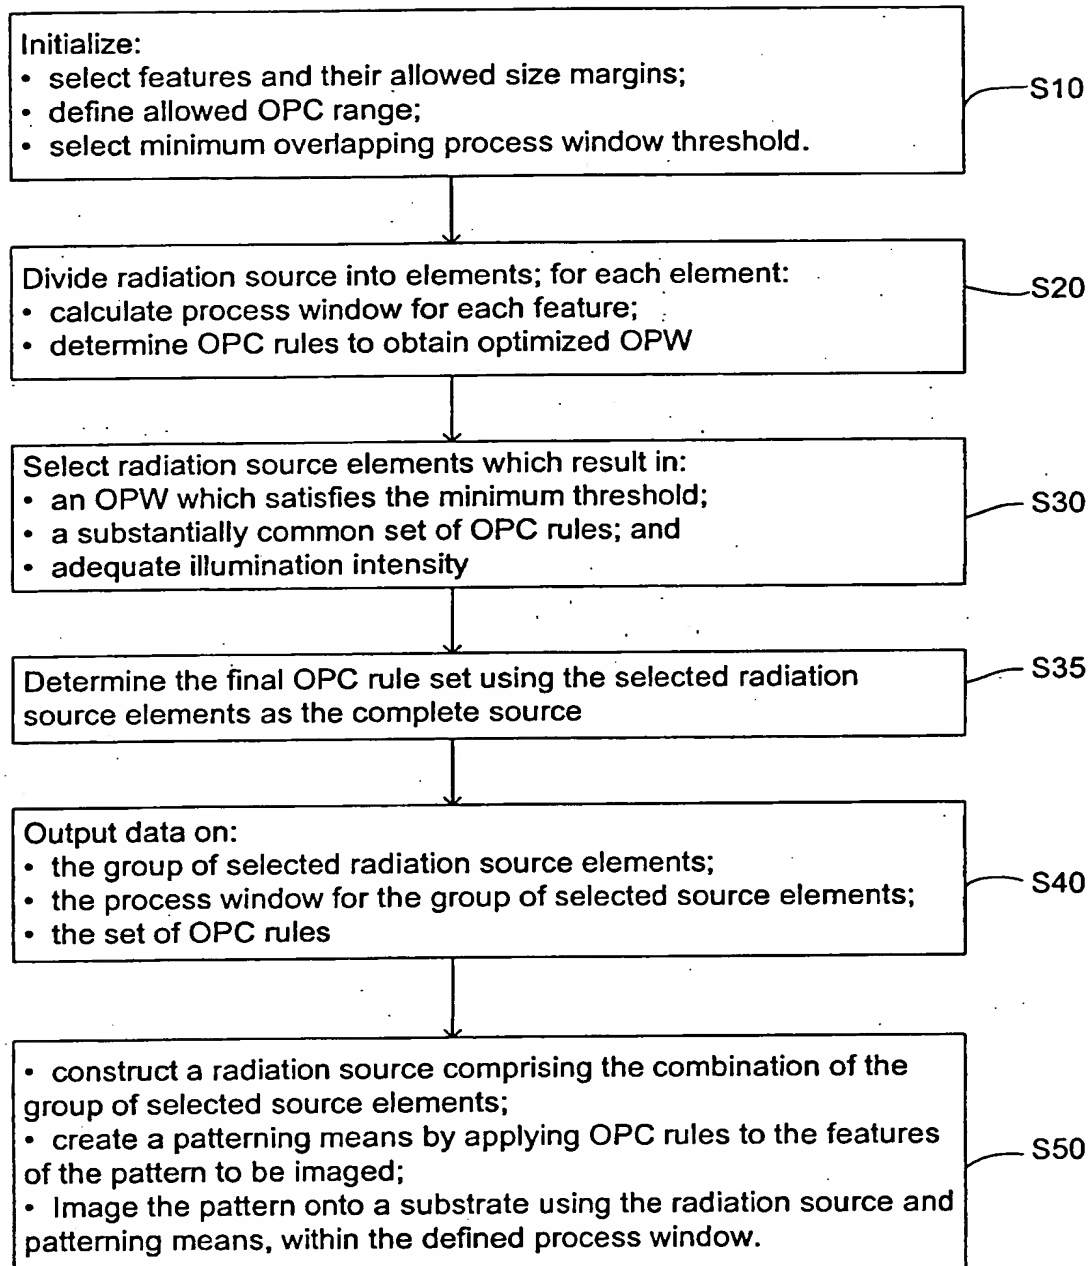 Initialize:
• select features and their allowed size margins;
• define allowed OPC range;
• select minimum overlapping process window threshold.
S10
Divide radiation source into elements; for each element:
• calculate process window for each feature;
• determine OPC rules to obtain optimized OPW
S20
Select radiation source elements which result in:
• an OPW which satisfies the minimum threshold;
• a substantially common set of OPC rules; and
• adequate illumination intensity
S30
Determine the final OPC rule set using the selected radiation
source elements as the complete source
S35
Output data on:
• the group of selected radiation source elements;
• the process window for the group of selected source elements;
• the set of OPC rules
S40
• construct a radiation source comprising the combination of the
group of selected source elements;
• create a patterning means by applying OPC rules to the features
of the pattern to be imaged;
• Image the pattern onto a substrate using the radiation source and
patterning means, within the defined process window.
S50